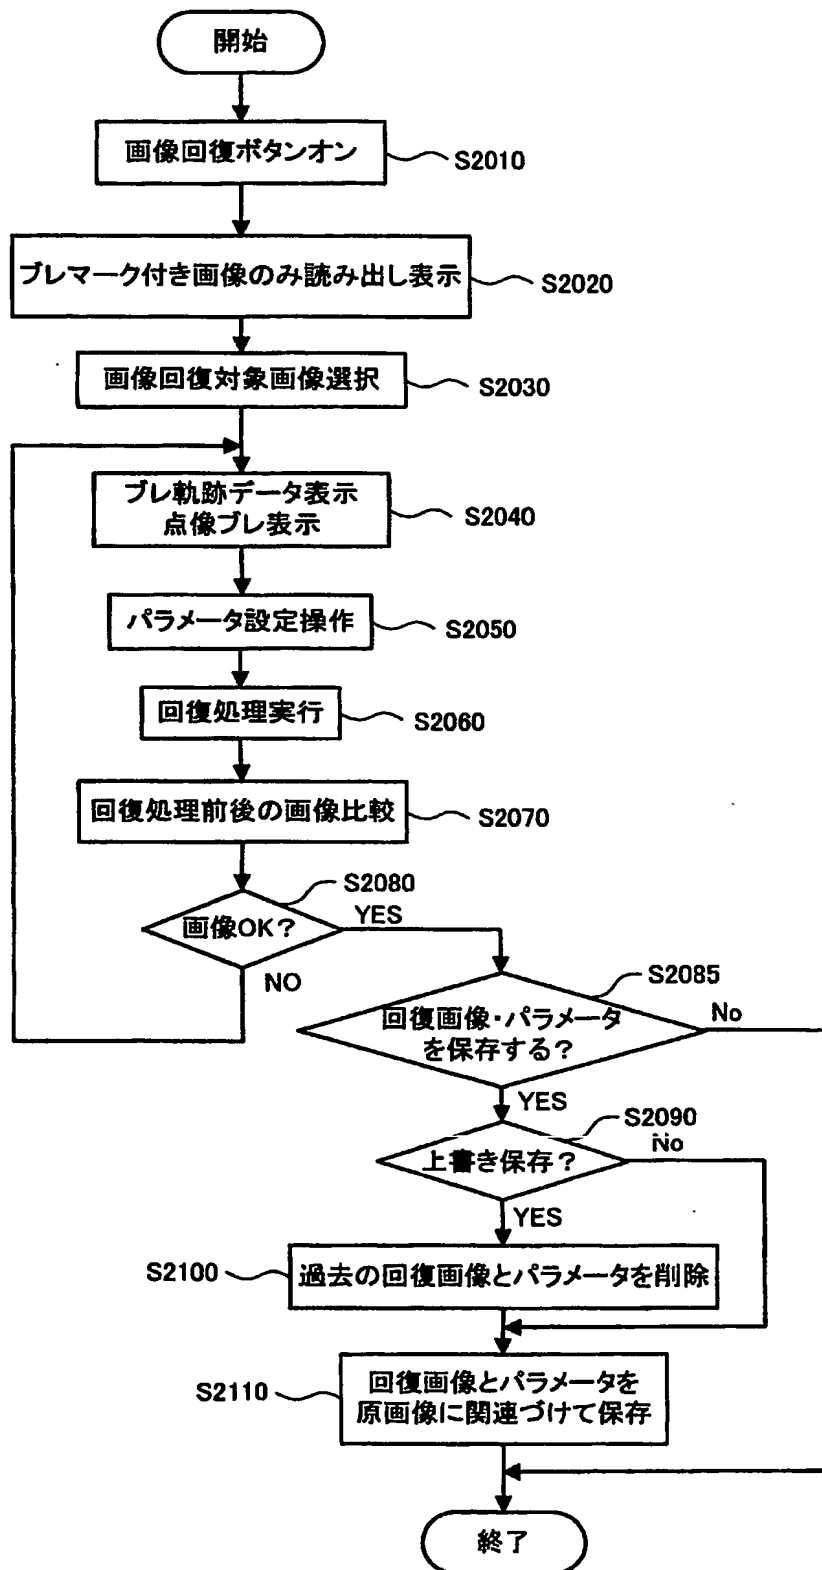 開始
画像回復ボタンオン
S2010
ブレマーク付き画像のみ読み出し表示
S2020
画像回復対象画像選択
S2030
ブレ軌跡データ表示
点像ブレ表示
S2040
パラメータ設定操作
S2050
回復処理実行
S2060
回復処理前後の画像比較
S2070
S2080
画像OK?
YES
NO
S2085
回復画像・パラメータ
を保存する?
No
YES
S2090
上書き保存?
No
YES
S2100
過去の回復画像とパラメータを削除
S2110
回復画像とパラメータを
原画像に関連づけて保存
終了